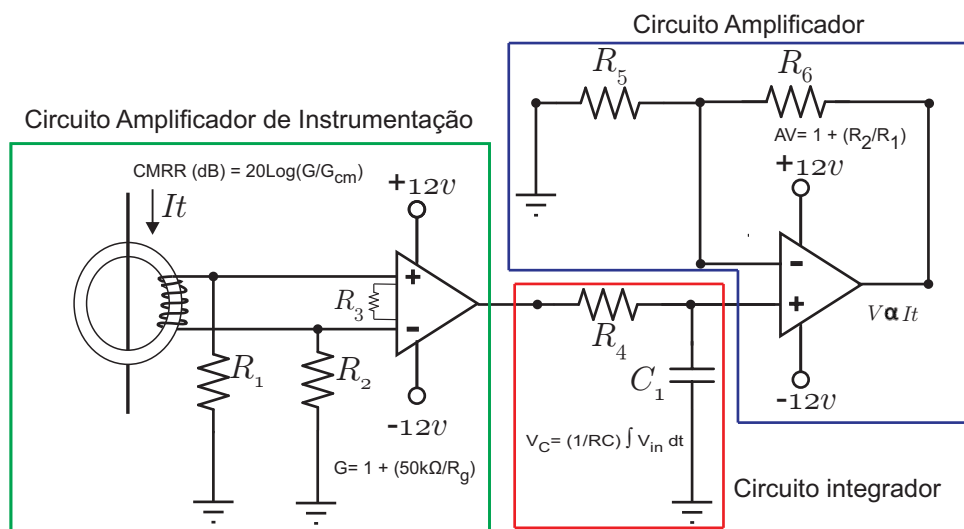 Circuito Amplificador
R₅
R₆
AV= 1 + (R₂/R₁)
+12v
-
+
V α It
-12v
Circuito Amplificador de Instrumentação
CMRR (dB) = 20Log(G/Gcm)
It
+12v
+
R₃
-
R₁
R₂
-12v
G= 1 + (50kΩ/Rg)
R₄
C₁
VC= (1/RC) ∫ Vin dt
Circuito integrador